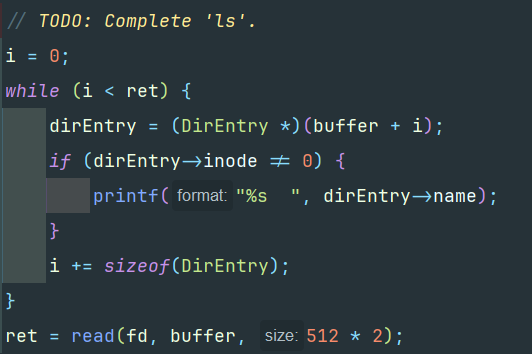 // TODO: Complete 'ls'.
i = 0;
while (i < ret) {
dirEntry = (DirEntry *)(buffer + i);
if (dirEntry->inode != 0) {
printf( format: "%s  ", dirEntry->name);
}
i += sizeof(DirEntry);
}
ret = read(fd, buffer, size: 512 * 2);